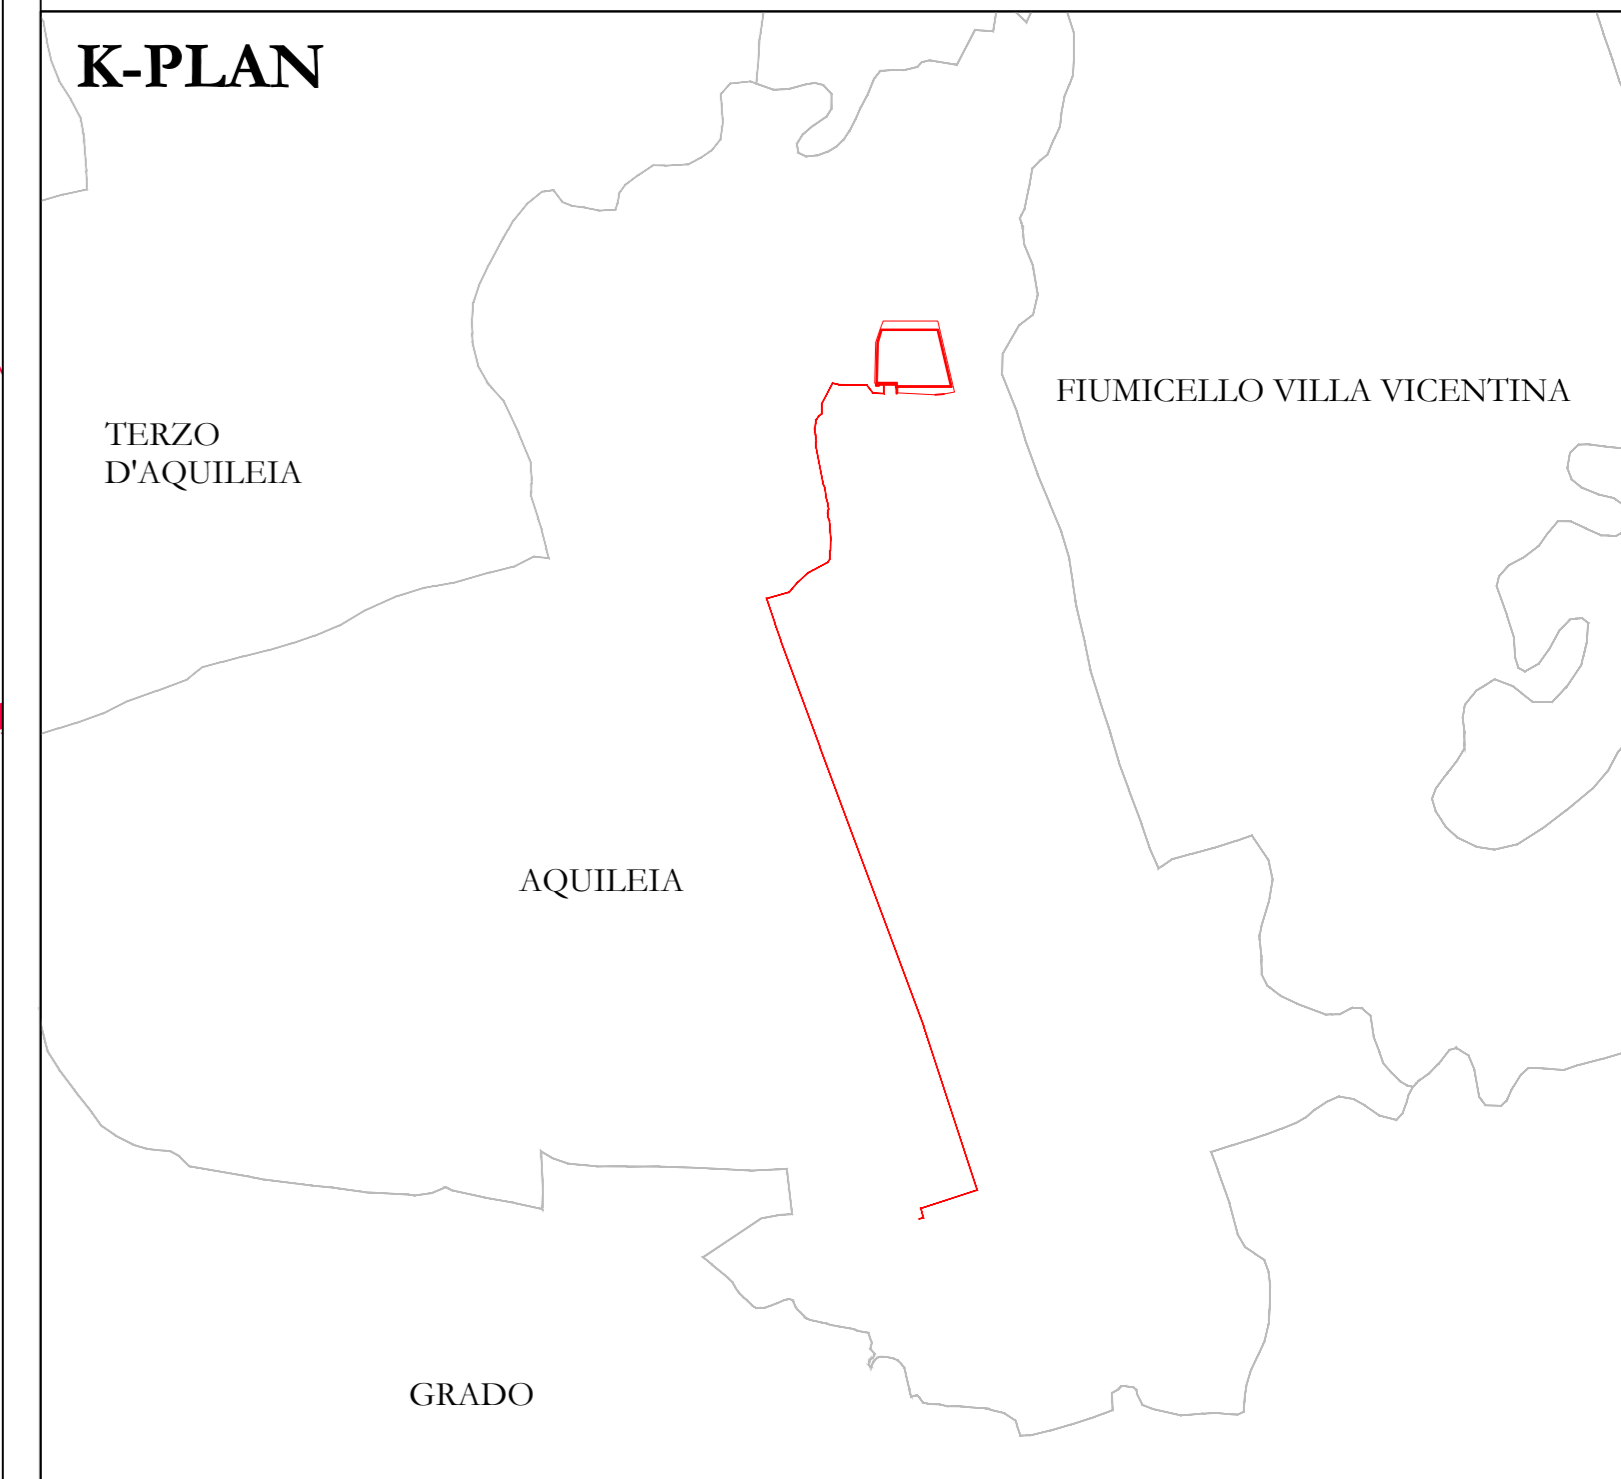 K-PLAN
FIUMICELLO VILLA VICENTINA
TERZO
D'AQUILEIA
AQUILEIA
GRADO